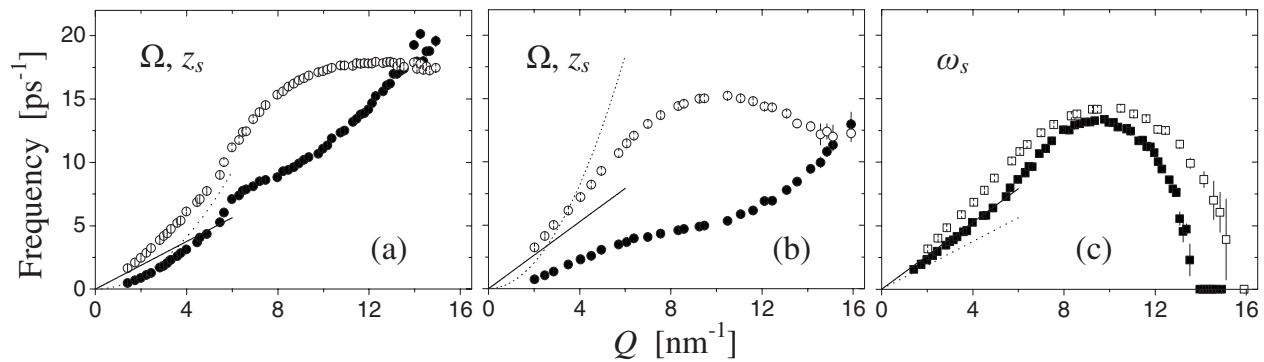 Frequency [ps⁻¹]
20
15
10
5
0
Ω, z_s
Ω, z_s
ω_s
(a)
(b)
(c)
0 4 8 12 16
0 4 8 12 16
0 4 8 12 16
Q [nm⁻¹]